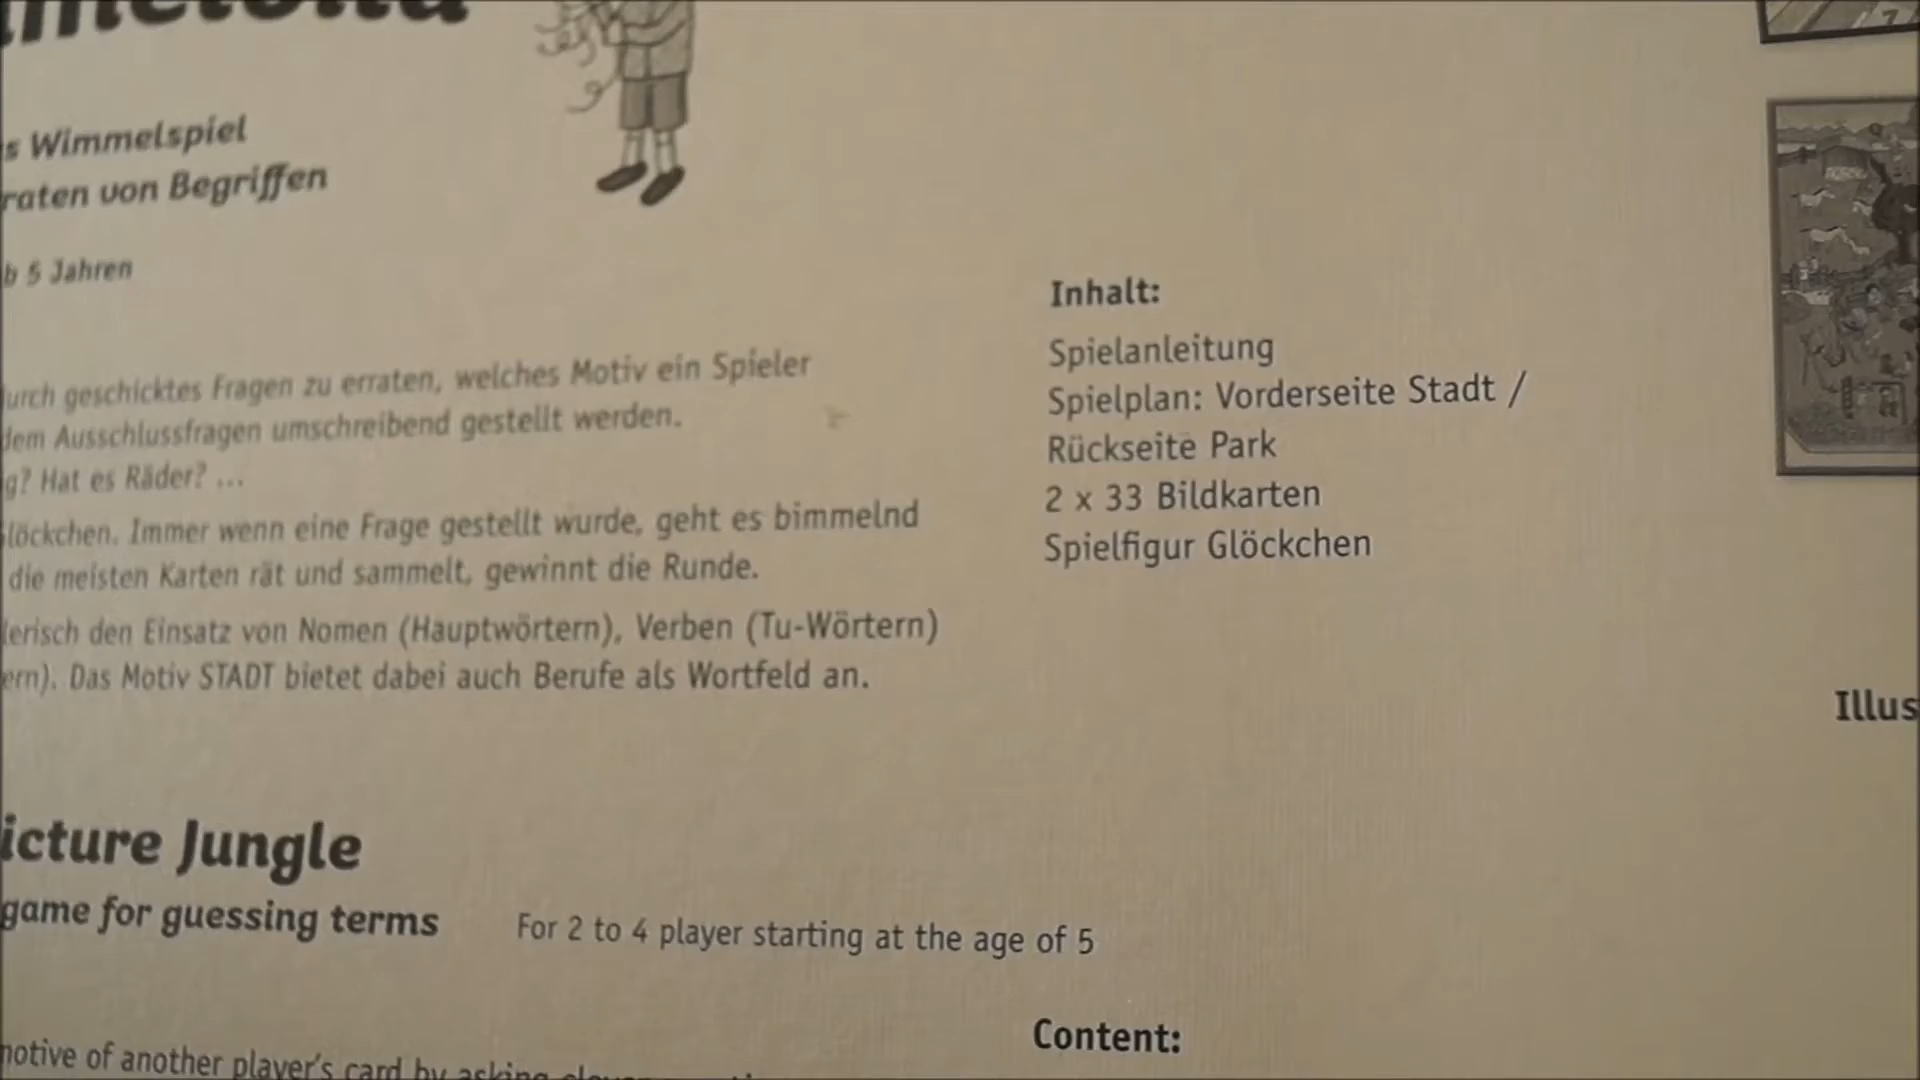 s Wimmelspiel
raten von Begriffen
b 5 Jahren
urch geschicktes Fragen zu erraten, welches Motiv ein Spieler
dem Ausschlussfragen umschreibend gestellt werden.
g? Hat es Räder? ...
löckchen. Immer wenn eine Frage gestellt wurde, geht es bimmelnd
die meisten Karten rät und sammelt, gewinnt die Runde.
lerisch den Einsatz von Nomen (Hauptwörtern), Verben (Tu-Wörtern)
ern). Das Motiv STADT bietet dabei auch Berufe als Wortfeld an.
Inhalt:
Spielanleitung
Spielplan: Vorderseite Stadt /
Rückseite Park
2 x 33 Bildkarten
Spielfigur Glöckchen
Illus
icture Jungle
game for guessing terms
For 2 to 4 player starting at the age of 5
Content:
motive of another player's card by asking